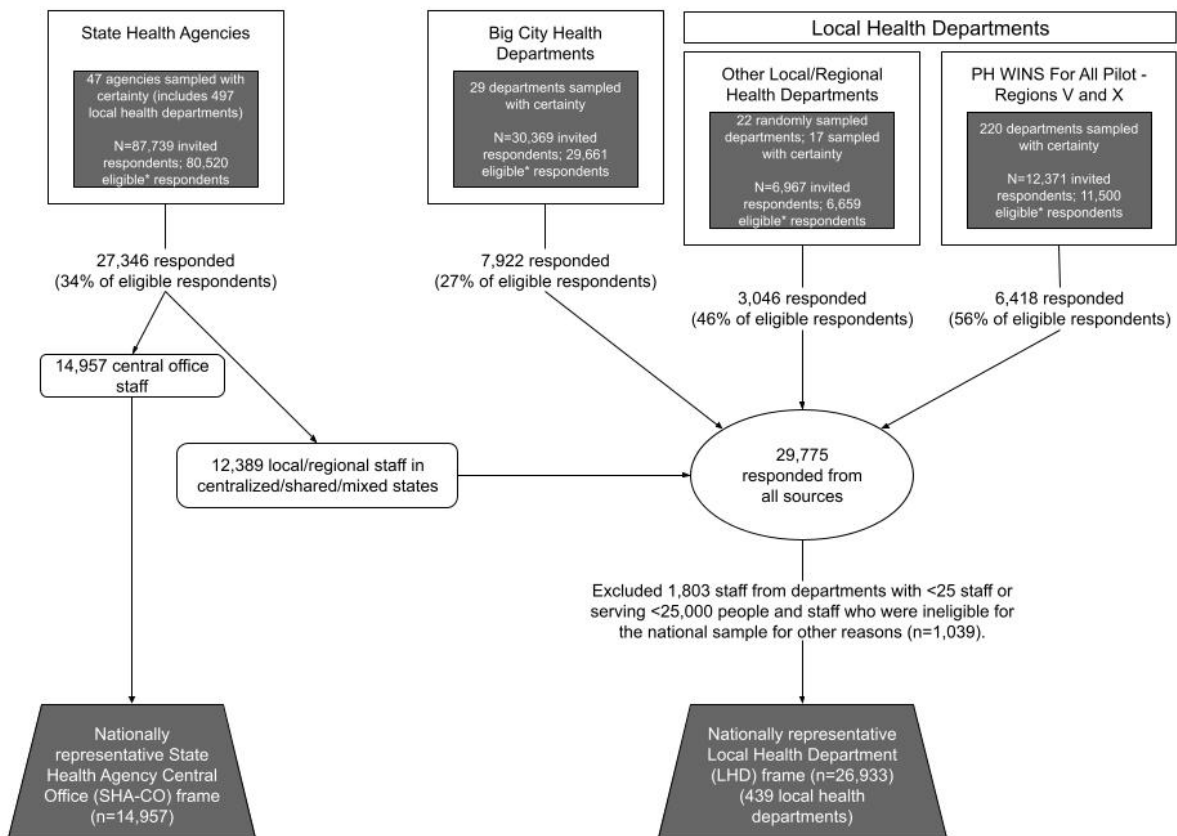 State Health Agencies
47 agencies sampled with
certainty (includes 497
local health departments)
N=87,739 invited
respondents; 80,520
eligible* respondents
Big City Health
Departments
29 departments sampled
with certainty
N=30,369 invited
respondents; 29,661
eligible* respondents
Local Health Departments
Other Local/Regional
Health Departments
22 randomly sampled
departments; 17 sampled
with certainty
N=6,967 invited
respondents; 6,659
eligible* respondents
PH WINS For All Pilot -
Regions V and X
220 departments sampled
with certainty
N=12,371 invited
respondents; 11,500
eligible* respondents
27,346 responded
(34% of eligible respondents)
7,922 responded
(27% of eligible respondents)
3,046 responded
(46% of eligible respondents)
6,418 responded
(56% of eligible respondents)
14,957 central office
staff
12,389 local/regional staff in
centralized/shared/mixed states
29,775
responded from
all sources
Excluded 1,803 staff from departments with <25 staff or
serving <25,000 people and staff who were ineligible for
the national sample for other reasons (n=1,039).
Nationally
representative State
Health Agency Central
Office (SHA-CO) frame
(n=14,957)
Nationally representative
Local Health Department
(LHD) frame (n=26,933)
(439 local health
departments)